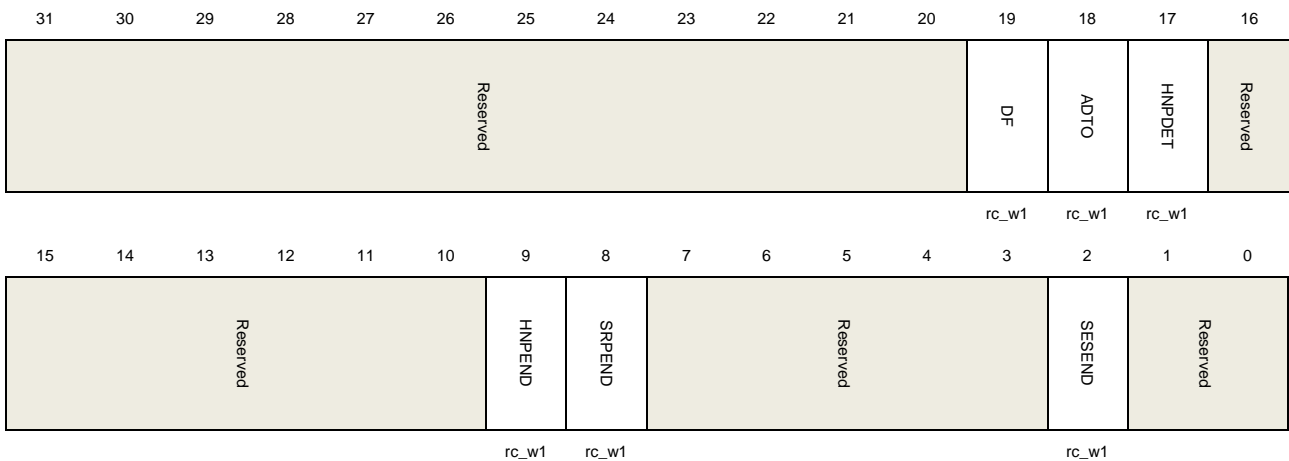 31 30 29 28 27 26 25 24 23 22 21 20 19 18 17 16
Reserved DF ADTO HNPDET Reserved
rc_w1 rc_w1 rc_w1
15 14 13 12 11 10 9 8 7 6 5 4 3 2 1 0
Reserved HNPEND SRPEND Reserved SESEND Reserved
rc_w1 rc_w1 rc_w1